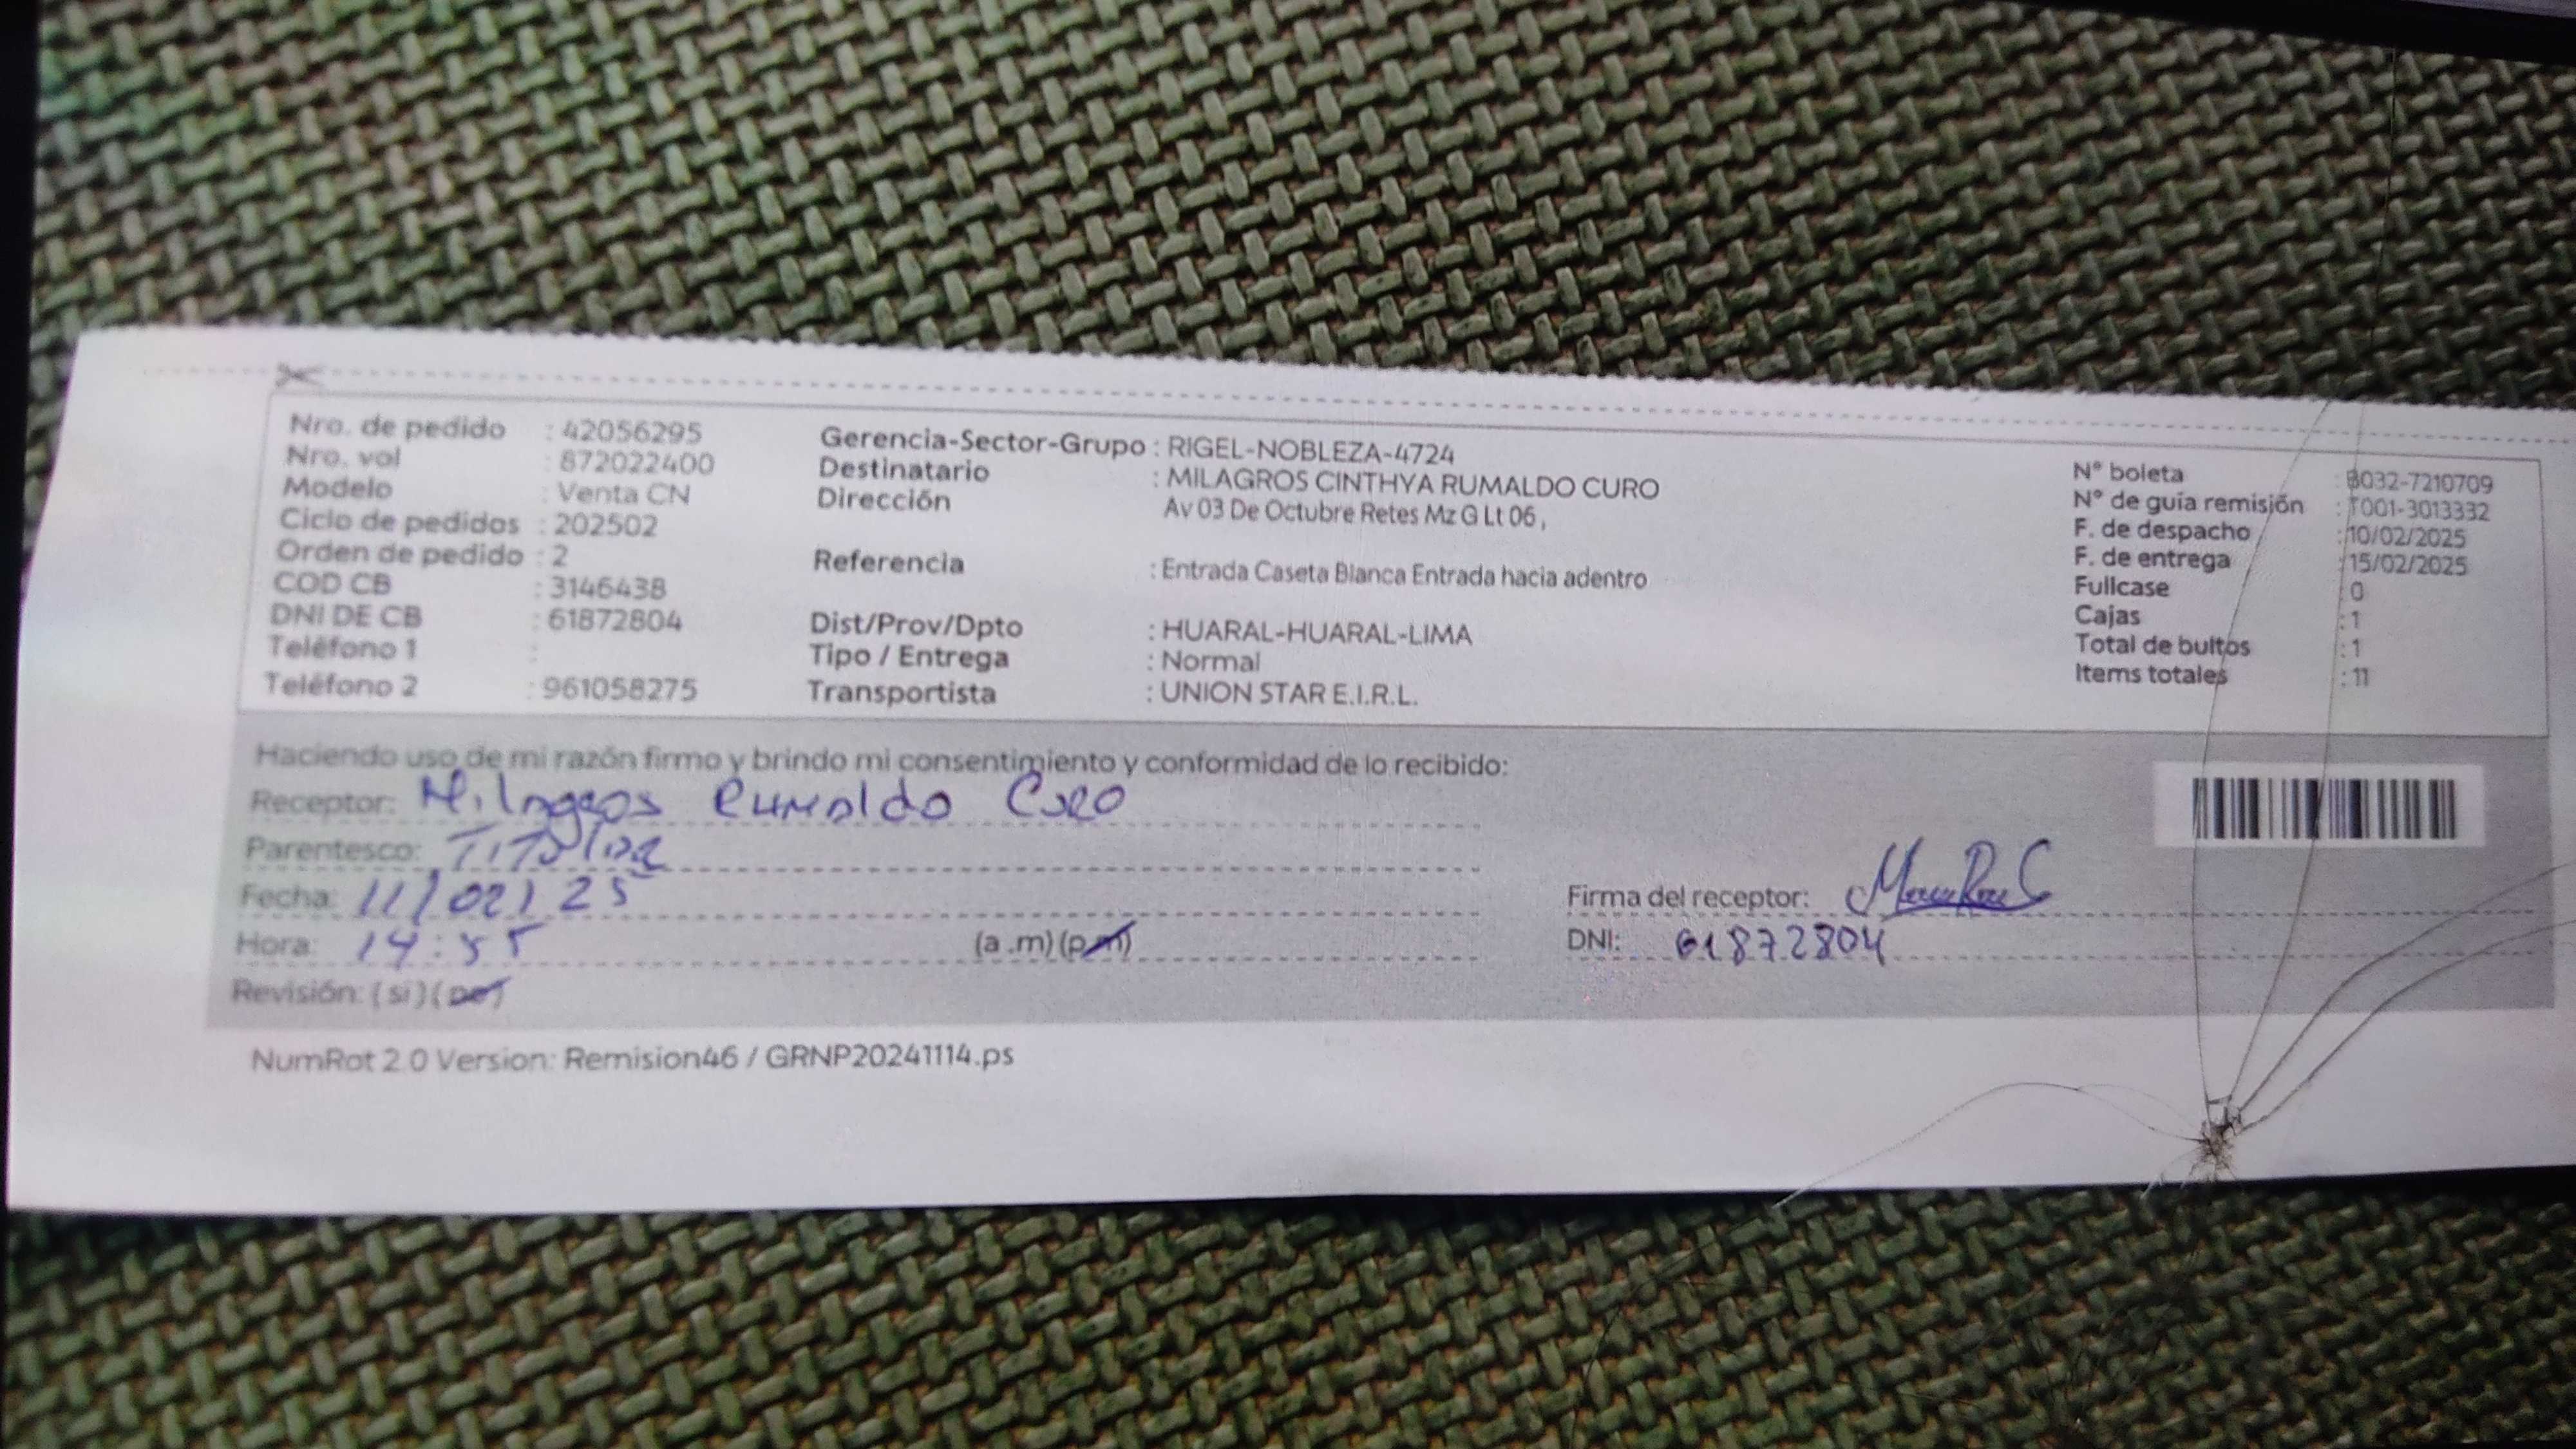 Nro. de pedido : 42056295
Nro. vol : 872022400
Modelo : Venta CN
Ciclo de pedidos : 202502
Orden de pedido : 2
COD CB : 3146438
DNI DE CB : 61872804
Teléfono 1 :
Teléfono 2 : 961058275
Gerencia-Sector-Grupo : RIGEL-NOBLEZA-4724
Destinatario : MILAGROS CINTHYA RUMALDO CURO
Dirección Av 03 De Octubre Retes Mz G Lt 06 ,
Referencia : Entrada Caseta Blanca Entrada hacia adentro
Dist/Prov/Dpto : HUARAL-HUARAL-LIMA
Tipo / Entrega : Normal
Transportista : UNION STAR E.I.R.L.
N° boleta : B032-7210709
N° de guía remisión : T001-3013332
F. de despacho : 10/02/2025
F. de entrega : 15/02/2025
Fullcase : 0
Cajas : 1
Total de bultos : 1
Items totales : 11
Haciendo uso de mi razón firmo y brindo mi consentimiento y conformidad de lo recibido:
Receptor: Milagros Rumaldo Curo
Parentesco: TITULAR
Fecha: 11/02/25
Hora: 14:55 (a .m) (p.m)
Revisión: ( si ) ( no )
Firma del receptor:
DNI: 61872804
NumRot 2.0 Version: Remision46 / GRNP20241114.ps